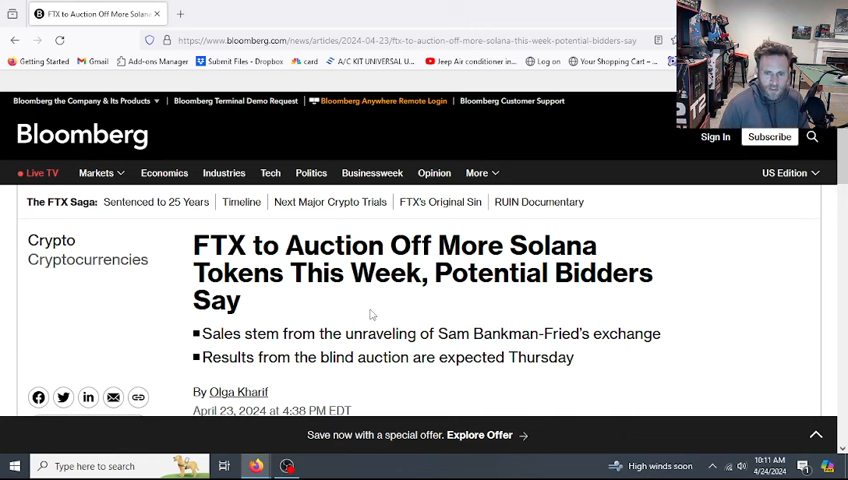 FTX to Auction Off More Solana
https://www.bloomberg.com/news/articles/2024-04-23/ftx-to-auction-off-more-solana-this-week-potential-bidders-say
Getting Started Gmail Add-ons Manager Submit Files - Dropbox card A/C KIT UNIVERSAL U... Jeep Air conditioner in... Log on Your Shopping Cart - ...
Bloomberg the Company & Its Products Bloomberg Terminal Demo Request Bloomberg Anywhere Remote Login Bloomberg Customer Support
Bloomberg
Sign In Subscribe
Live TV Markets Economics Industries Tech Politics Businessweek Opinion More US Edition
The FTX Saga: Sentenced to 25 Years Timeline Next Major Crypto Trials FTX's Original Sin RUIN Documentary
Crypto
Cryptocurrencies
FTX to Auction Off More Solana
Tokens This Week, Potential Bidders
Say
Sales stem from the unraveling of Sam Bankman-Fried's exchange
Results from the blind auction are expected Thursday
By Olga Kharif
April 23, 2024 at 4:38 PM EDT
Save now with a special offer. Explore Offer →
Type here to search
High winds soon
10:11 AM
4/24/2024